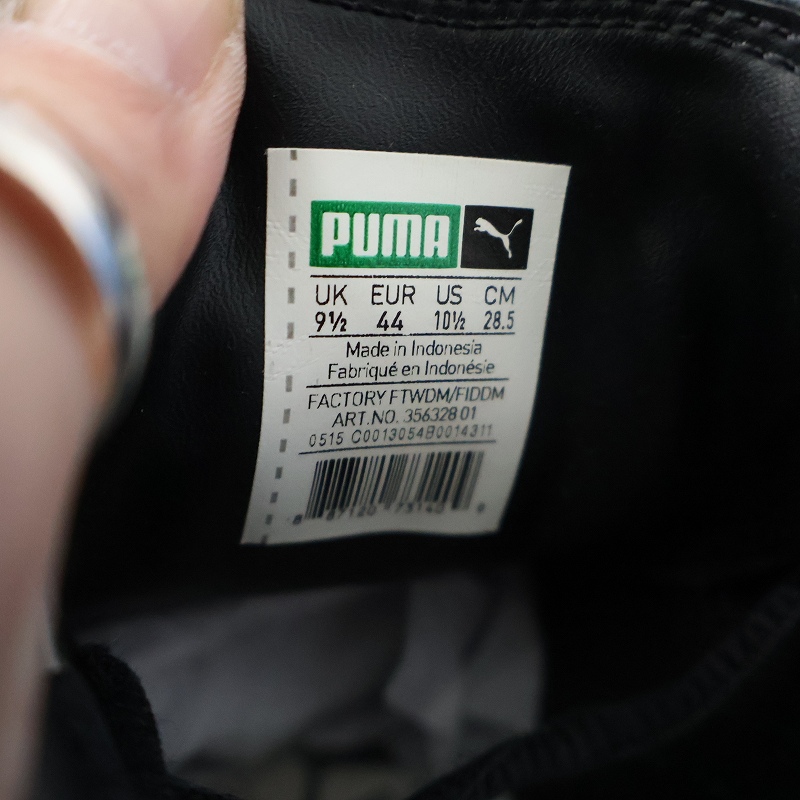 PUMA
UK EUR US CM
9½ 44 10½ 28.5
Made in Indonesia
Fabriqué en Indonésie
FACTORY FTWDM/FIDDM
ART.NO. 356328 01
0515 C0013054B0014311